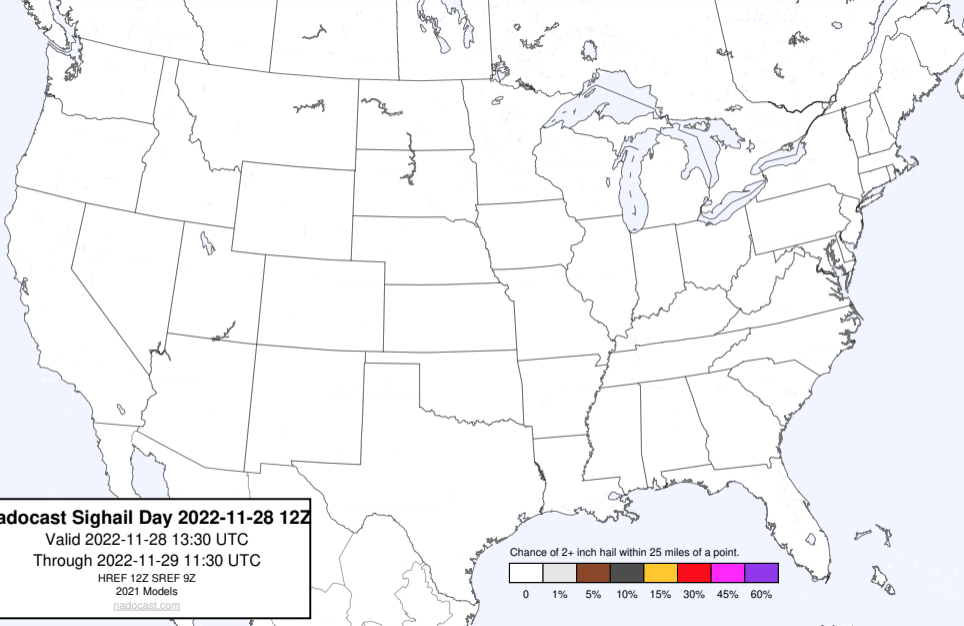 adocast Sighail Day 2022-11-28 12Z
Valid 2022-11-28 13:30 UTC
Through 2022-11-29 11:30 UTC
HREF 12Z SREF 9Z
2021 Models
nadocast.com
Chance of 2+ inch hail within 25 miles of a point.
0 1% 5% 10% 15% 30% 45% 60%